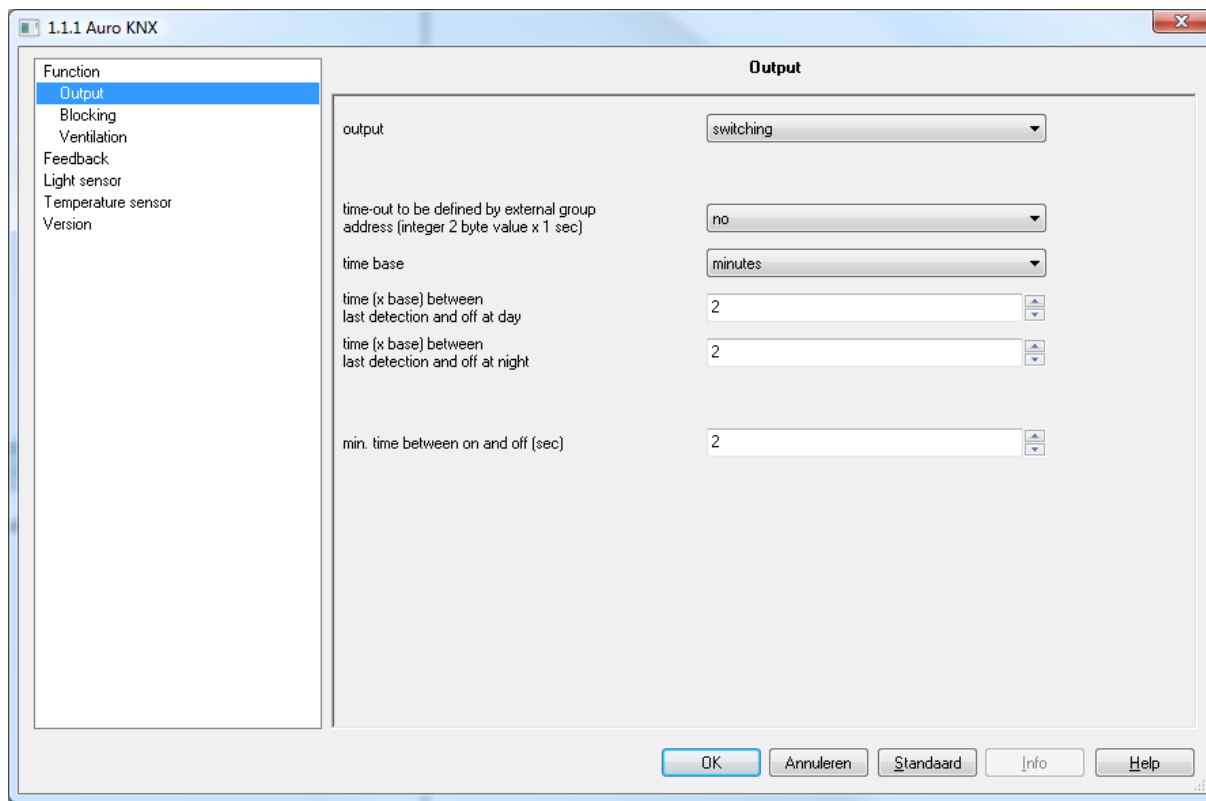 1.1.1 Auro KNX
Function
Output
Blocking
Ventilation
Feedback
Light sensor
Temperature sensor
Version
Output
output
switching
time-out to be defined by external group
address (integer 2 byte value x 1 sec)
no
time base
minutes
time (x base) between
last detection and off at day
2
time (x base) between
last detection and off at night
2
min. time between on and off (sec)
2
OK
Annuleren
Standaard
Info
Help